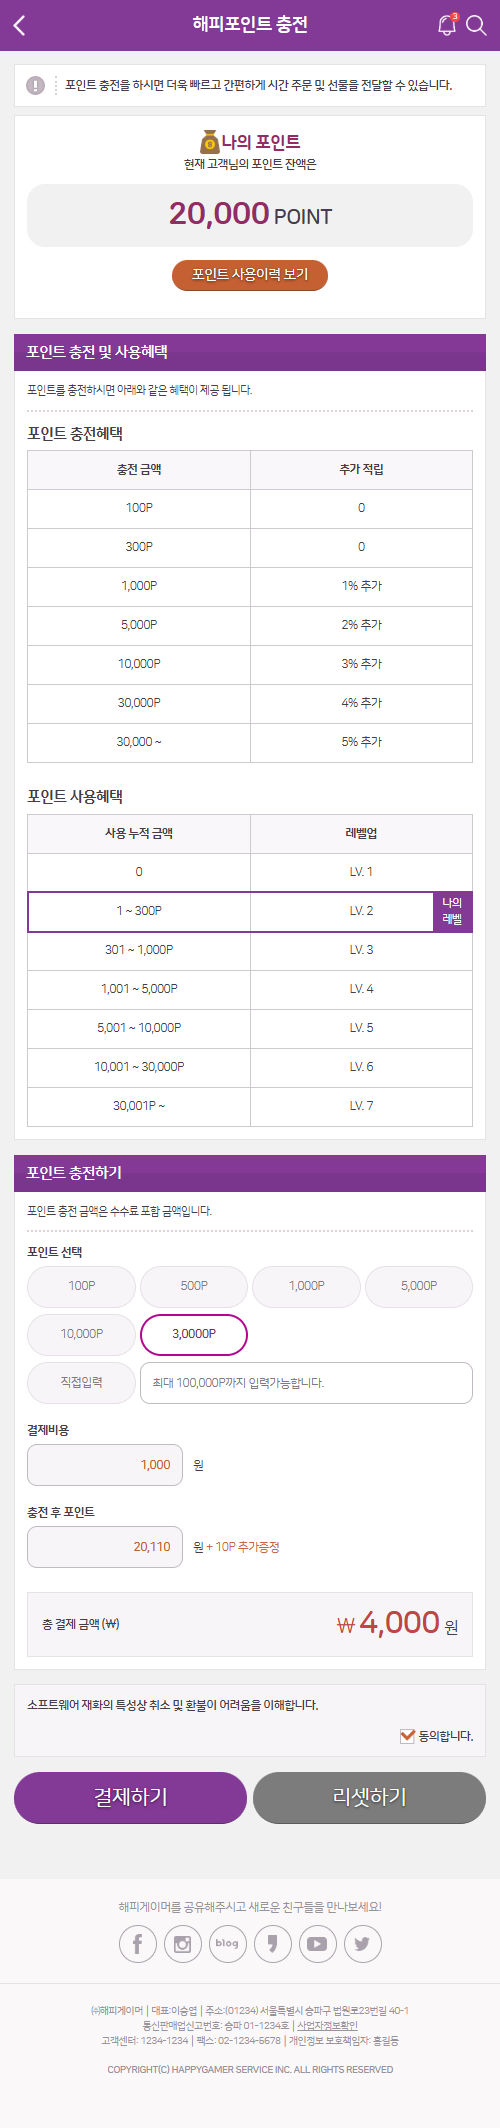 해피포인트 충전
3
포인트 충전을 하시면 더욱 빠르고 간편하게 시간 주문 및 선물을 전달할 수 있습니다.
나의 포인트
현재 고객님의 포인트 잔액은
20,000 POINT
포인트 사용이력 보기
포인트 충전 및 사용혜택
포인트를 충전하시면 아래와 같은 혜택이 제공 됩니다.
포인트 충전혜택
충전 금액 추가 적립
100P 0
300P 0
1,000P 1% 추가
5,000P 2% 추가
10,000P 3% 추가
30,000P 4% 추가
30,000 ~ 5% 추가
포인트 사용혜택
사용 누적 금액 레벨업
0 LV. 1
1 ~ 300P LV. 2 나의 레벨
301 ~ 1,000P LV. 3
1,001 ~ 5,000P LV. 4
5,001 ~ 10,000P LV. 5
10,001 ~ 30,000P LV. 6
30,001P ~ LV. 7
포인트 충전하기
포인트 충전 금액은 수수료 포함 금액입니다.
포인트 선택
100P 500P 1,000P 5,000P
10,000P 3,0000P
직접입력 최대 100,000P까지 입력가능합니다.
결제비용
1,000 원
충전 후 포인트
20,110 원 + 10P 추가증정
총 결제 금액 (₩) ₩ 4,000 원
소프트웨어 재화의 특성상 취소 및 환불이 어려움을 이해합니다.
동의합니다.
결제하기 리셋하기
해피게이머를 공유해주시고 새로운 친구들을 만나보세요!
blog
㈜해피게이머 | 대표:이승엽 | 주소:(01234) 서울특별시 송파구 법원로23번길 40-1
통신판매업신고번호: 송파 01-1234호 | 사업자정보확인
고객센터: 1234-1234 | 팩스: 02-1234-5678 | 개인정보 보호책임자: 홍길동
COPYRIGHT(C) HAPPYGAMER SERVICE INC. ALL RIGHTS RESERVED